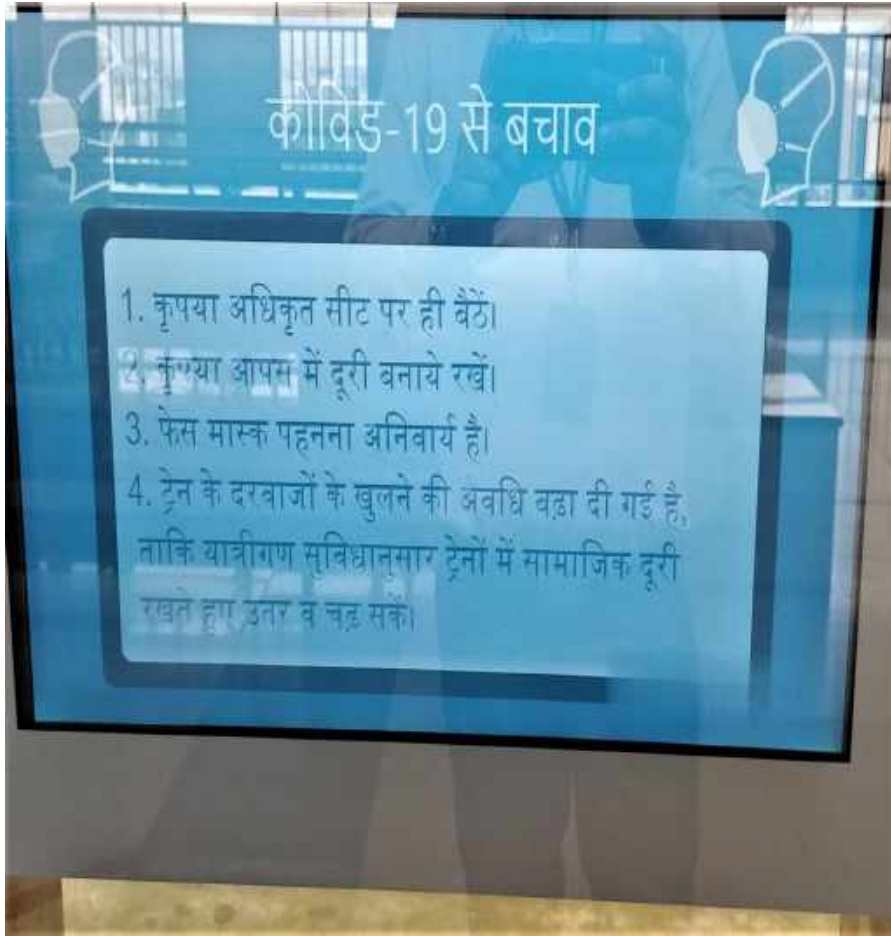 कोविड-19 से बचाव
1. कृपया अधिकृत सीट पर ही बैठें।
2. कृपया आपस में दूरी बनाये रखें।
3. फेस मास्क पहनना अनिवार्य है।
4. ट्रेन के दरवाजों के खुलने की अवधि बढ़ा दी गई है,
ताकि यात्रीगण सुविधानुसार ट्रेनों में सामाजिक दूरी
रखते हुए उतर व चढ़ सकें।